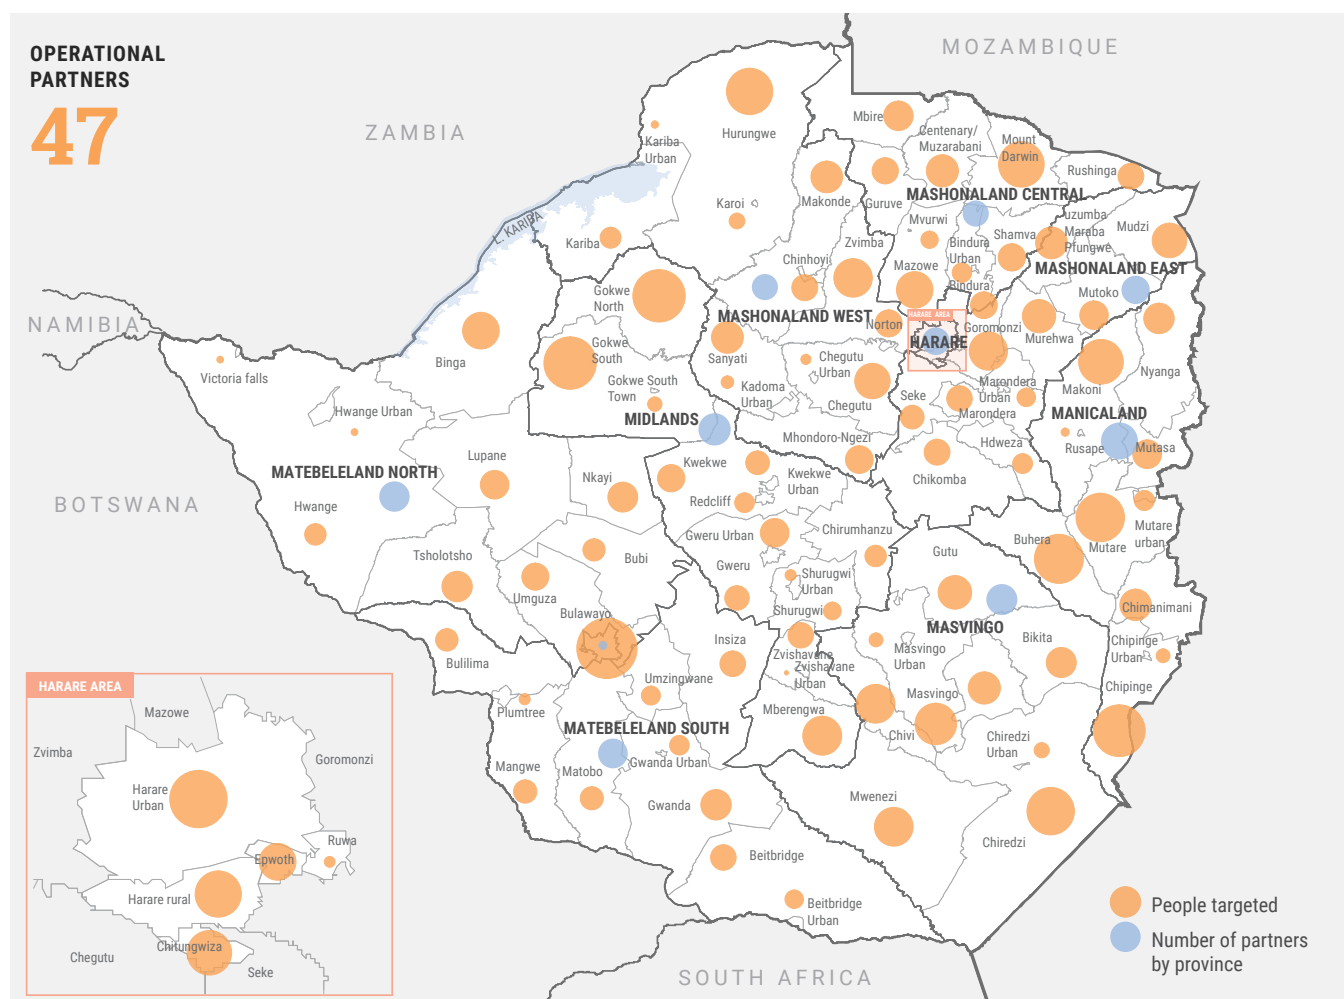 OPERATIONAL
PARTNERS
47
MOZAMBIQUE
ZAMBIA
NAMIBIA
BOTSWANA
SOUTH AFRICA
L. KARIBA
Hurungwe
Kariba
Urban
Mbire
Centenary/
Muzarabani
Mount
Darwin
Rushinga
Makonde
Guruve
MASHONALAND CENTRAL
Karoi
Kariba
Zvimba
Mvurwi
Bindura
Urban
Shamva
uzumba
Maraba
Pfungwe
Mudzi
Chinhoyi
Mazowe
Bindura
MASHONALAND EAST
Gokwe
North
MASHONALAND WEST
Norton
HARARE AREA
HARARE
Goromonzi
Mutoko
Murehwa
Nyanga
Binga
Gokwe
South
Sanyati
Chegutu
Urban
Gokwe South
Town
Kadoma
Urban
Chegutu
Seke
Marondera
Urban
Marondera
Makoni
MANICALAND
Victoria falls
Hwange Urban
MIDLANDS
Mhondoro-Ngezi
Hdweza
Rusape
Mutasa
MATEBELELAND NORTH
Lupane
Nkayi
Kwekwe
Kwekwe
Urban
Chikomba
Hwange
Redcliff
Gweru Urban
Chirumhanzu
Gutu
Buhera
Mutare
Mutare
urban
Tsholotsho
Umguza
Bubi
Gweru
Shurugwi
Urban
Shurugwi
Chimanimani
Bulawayo
MASVINGO
Bikita
Chipinge
Urban
Bulilima
Insiza
Zvishavane
Zvishavane
Urban
Masvingo
Urban
Umzingwane
Masvingo
Chipinge
Plumtree
MATEBELELAND SOUTH
Mberengwa
Chivi
Chiredzi
Urban
Gwanda Urban
Mangwe
Matobo
Gwanda
Mwenezi
Chiredzi
Beitbridge
Beitbridge
Urban
HARARE AREA
Mazowe
Zvimba
Goromonzi
Harare
Urban
Ruwa
Epwoth
Harare rural
Chitungwiza
Chegutu
Seke
People targeted
Number of partners
by province